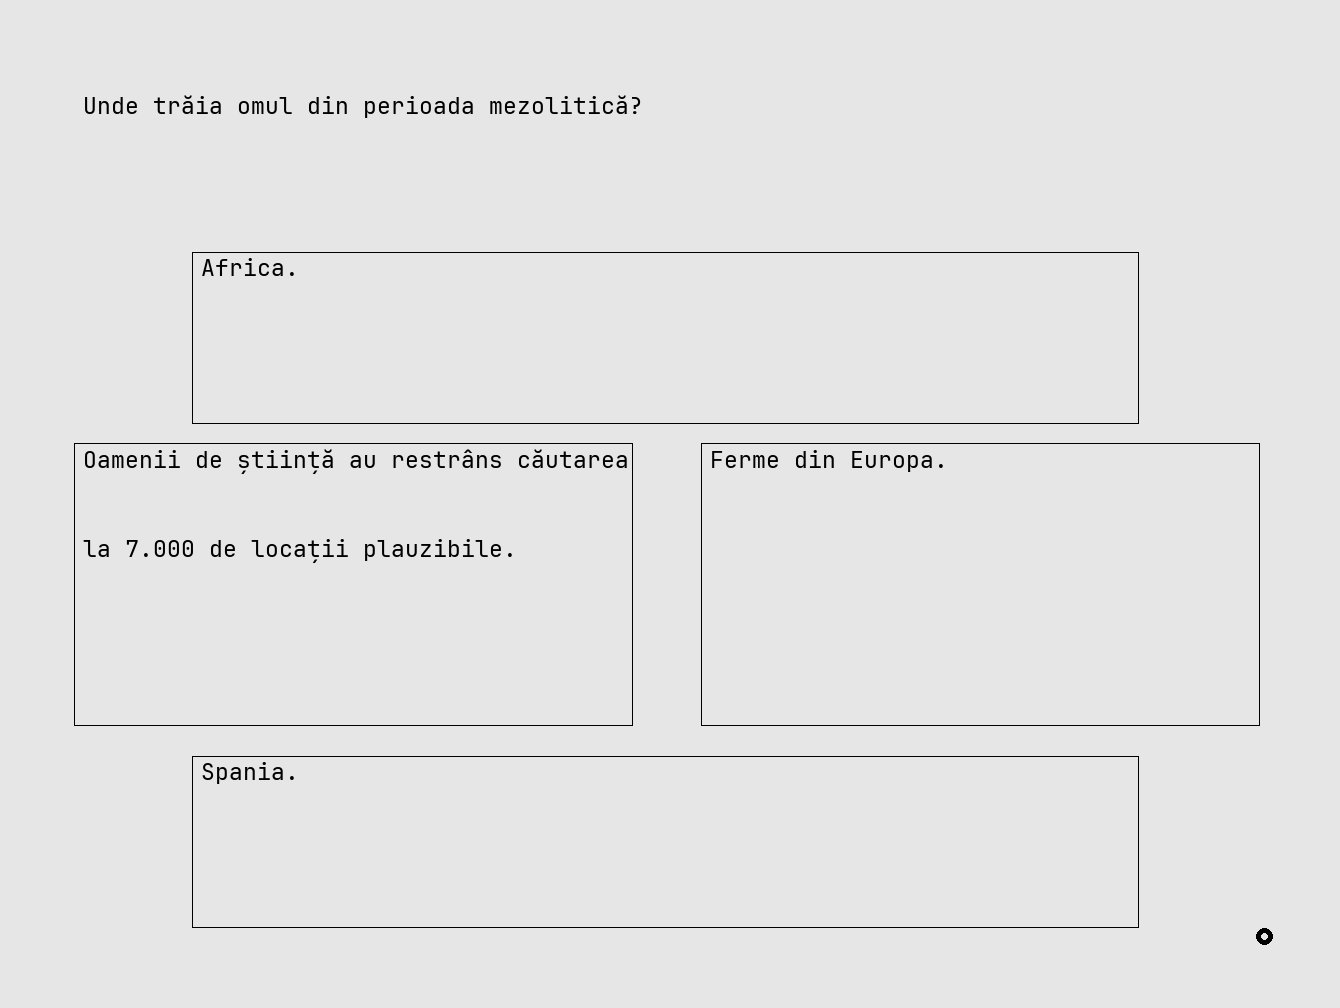 Unde trăia omul din perioada mezolitică?
Africa.
Oamenii de știință au restrâns căutarea
la 7.000 de locații plauzibile.
Ferme din Europa.
Spania.